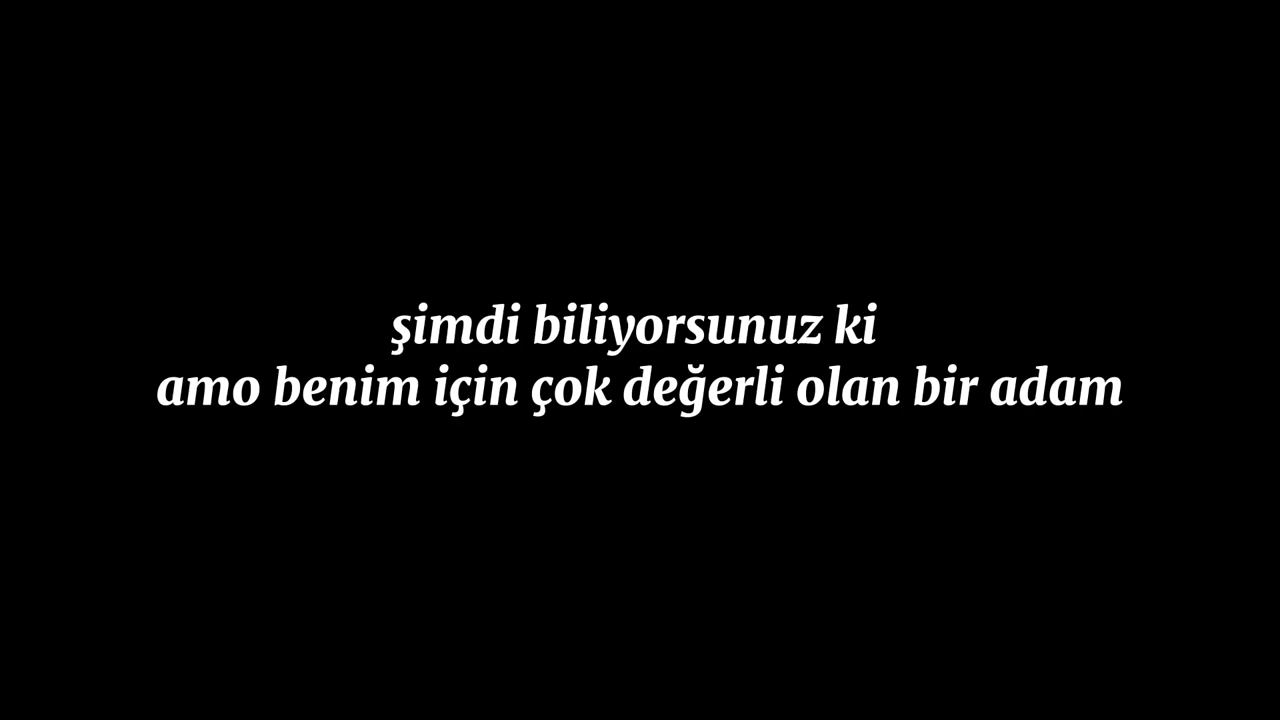 şimdi biliyorsunuz ki
amo benim için çok değerli olan bir adam